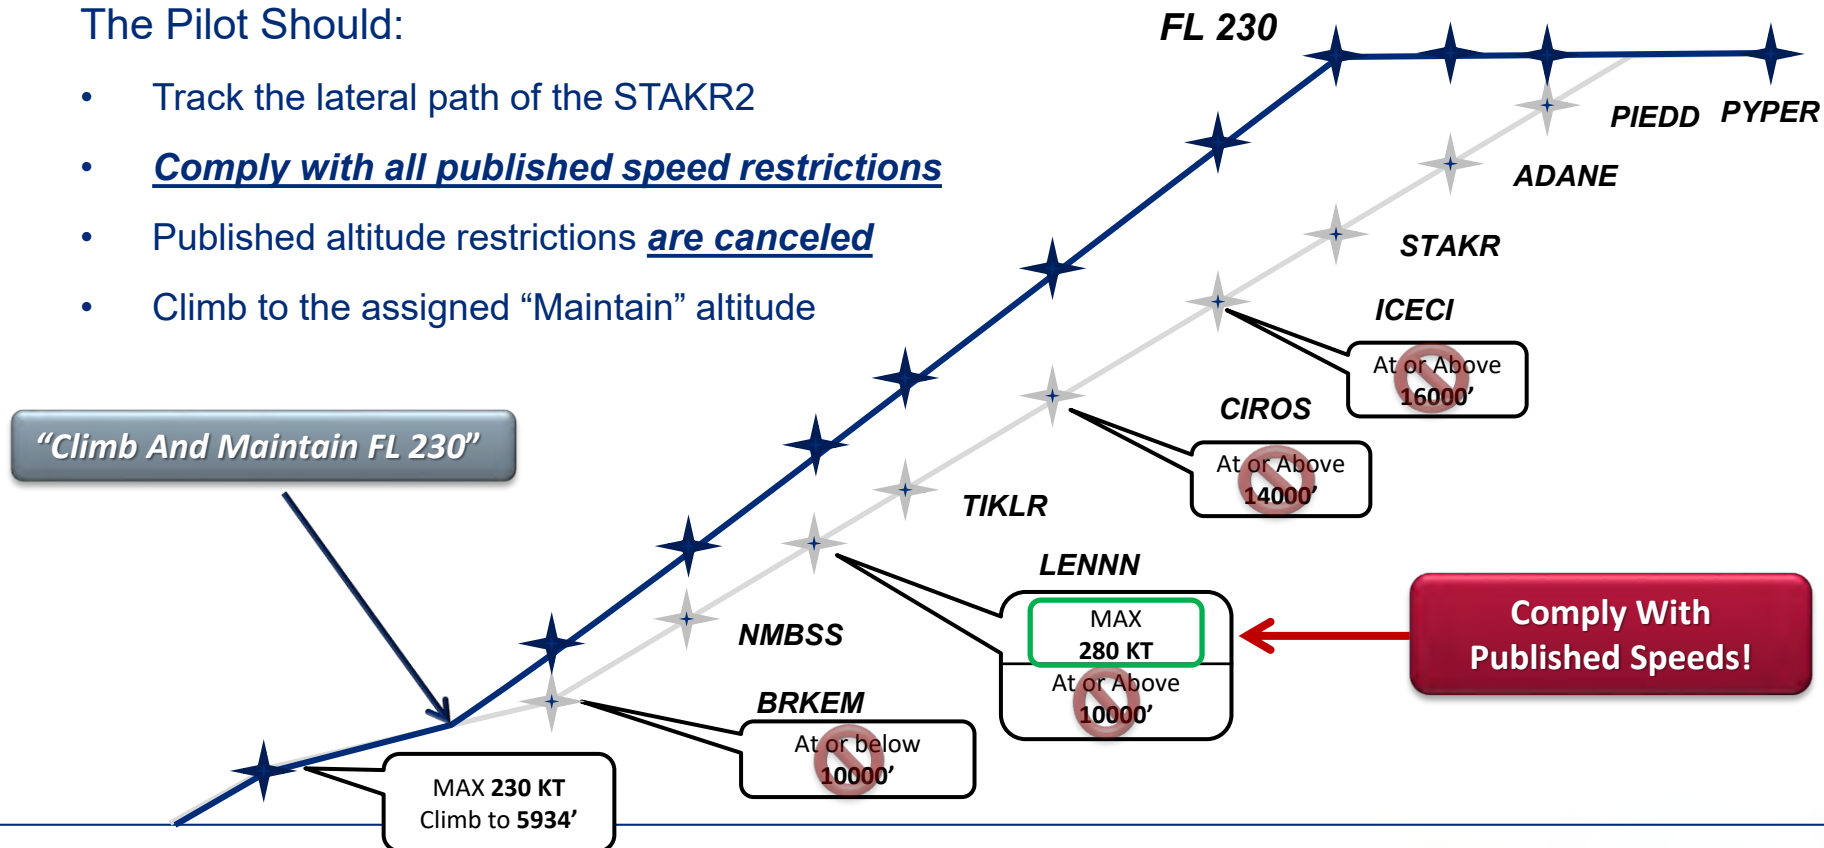 The Pilot Should:
• Track the lateral path of the STAKR2
• Comply with all published speed restrictions
• Published altitude restrictions are canceled
• Climb to the assigned “Maintain” altitude
FL 230
PIEDD PYPER
ADANE
STAKR
ICECI
At or Above
16000’
CIROS
At or Above
14000’
“Climb And Maintain FL 230”
TIKLR
LENNN
MAX
280 KT
At or Above
10000’
Comply With
Published Speeds!
NMBSS
BRKEM
At or below
10000’
MAX 230 KT
Climb to 5934’